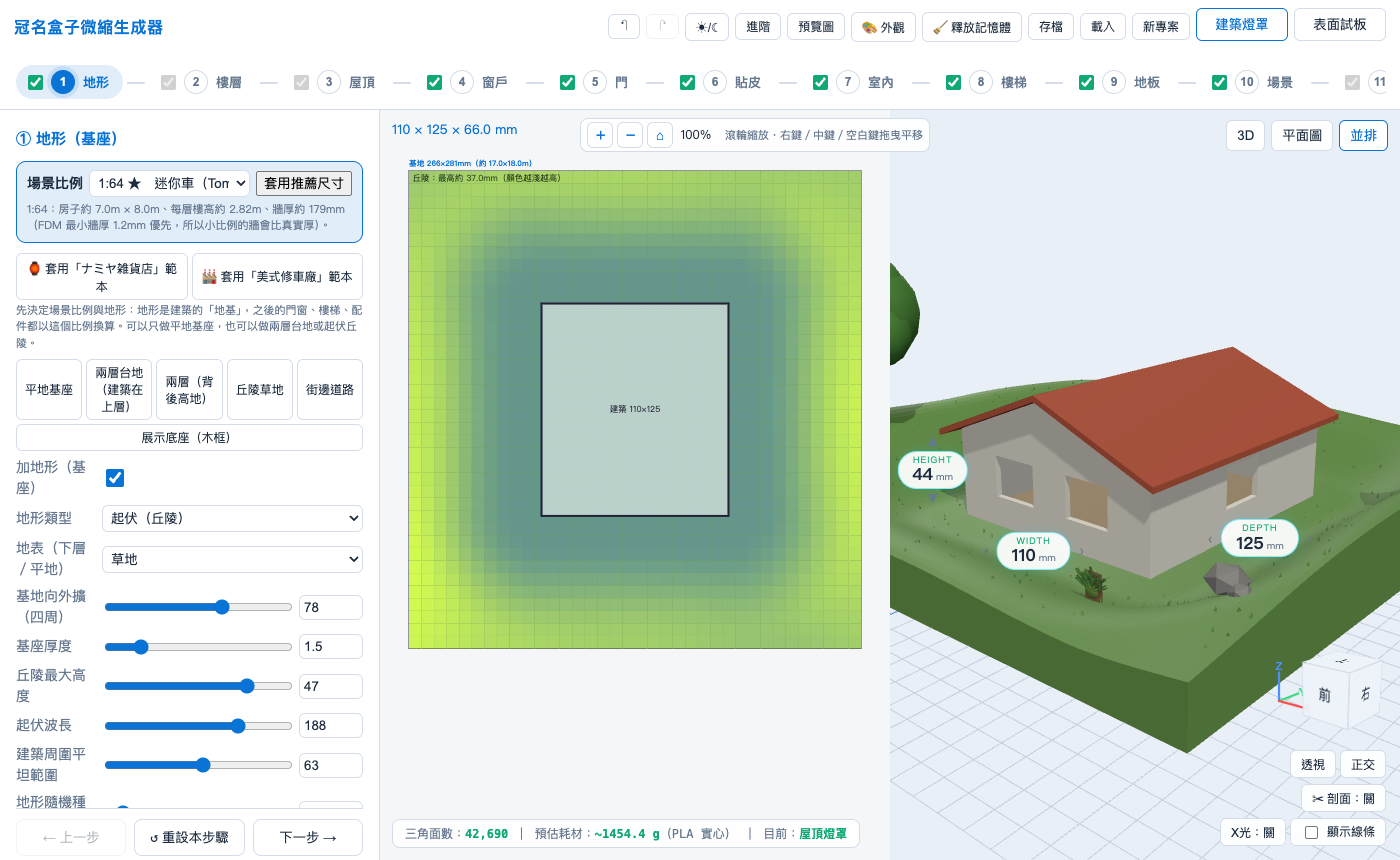 冠名盒子微縮生成器
☀/☾ 進階 預覽圖 🎨 外觀 🧹 釋放記憶體 存檔 載入 新專案 建築燈罩 表面試板
1 地形 2 樓層 3 屋頂 4 窗戶 5 門 6 貼皮 7 室內 8 樓梯 9 地板 10 場景 11
① 地形（基座）
場景比例 1:64 ★ 迷你車（Tom 套用推薦尺寸
1:64：房子約 7.0m × 8.0m、每層樓高約 2.82m、牆厚約 179mm
（FDM 最小牆厚 1.2mm 優先，所以小比例的牆會比真實厚）。
🏮 套用「ナミヤ雑貨店」範
本
🏭 套用「美式修車廠」範本
先決定場景比例與地形：地形是建築的「地基」，之後的門窗、樓梯、配
件都以這個比例換算。可以只做平地基座，也可以做兩層台地或起伏丘
陵。
平地基座
兩層台地
（建築在
上層）
兩層（背
後高地）
丘陵草地
街邊道路
展示底座（木框）
加地形（基
座）
地形類型 起伏（丘陵）
地表（下層
/ 平地） 草地
基地向外擴
（四周） 78
基座厚度 1.5
丘陵最大高
度 47
起伏波長 188
建築周圍平
坦範圍 63
地形隨機種
← 上一步 ↺ 重設本步驟 下一步 →
110 × 125 × 66.0 mm
+ − ⌂ 100% 滾輪縮放 · 右鍵 / 中鍵 / 空白鍵拖曳平移
基地 266×281mm（約 17.0×18.0m）
丘陵：最高約 37.0mm（顏色越淺越高）
建築 110×125
三角面數：42,690 | 預估耗材：~1454.4 g (PLA 實心) | 目前：屋頂燈罩
3D 平面圖 並排
HEIGHT
44 mm
WIDTH
110 mm
DEPTH
125 mm
Z
前
右
透視 正交
✂ 剖面：關
X光：關 顯示線條